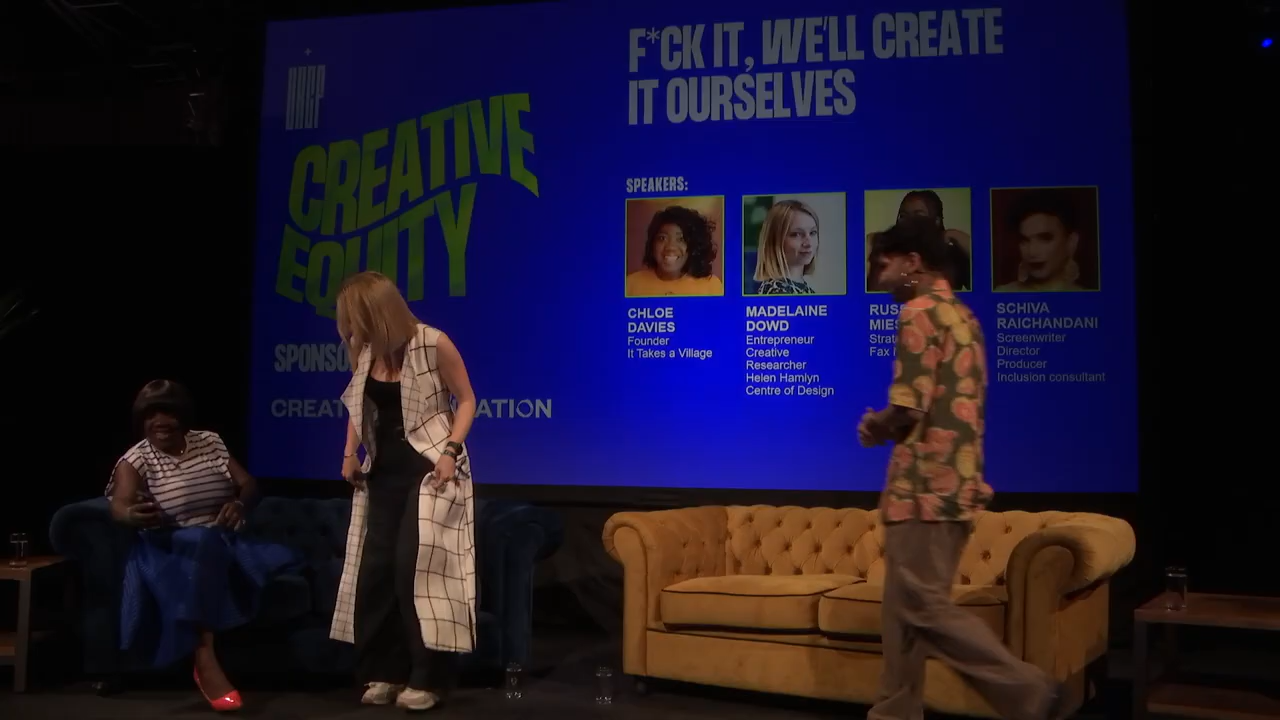 F*CK IT, WE'LL CREATE
IT OURSELVES
CREATIVE
EQUITY
SPEAKERS:
CHLOE
DAVIES
Founder
It Takes a Village
MADELAINE
DOWD
Entrepreneur
Creative
Researcher
Helen Hamlyn
Centre of Design
SCHIVA
RAICHANDANI
Screenwriter
Director
Producer
Inclusion consultant